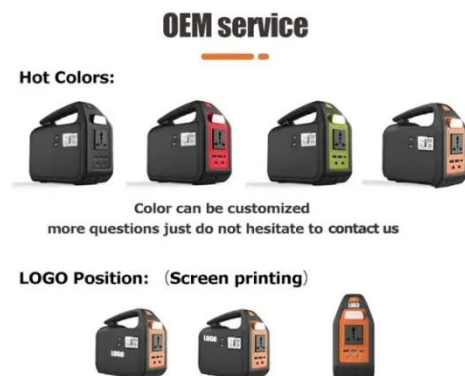 OEM service
Hot Colors:
Color can be customized
more questions just do not hesitate to contact us
LOGO Position: （Screen printing）
LOGO
LOGO
LOGO